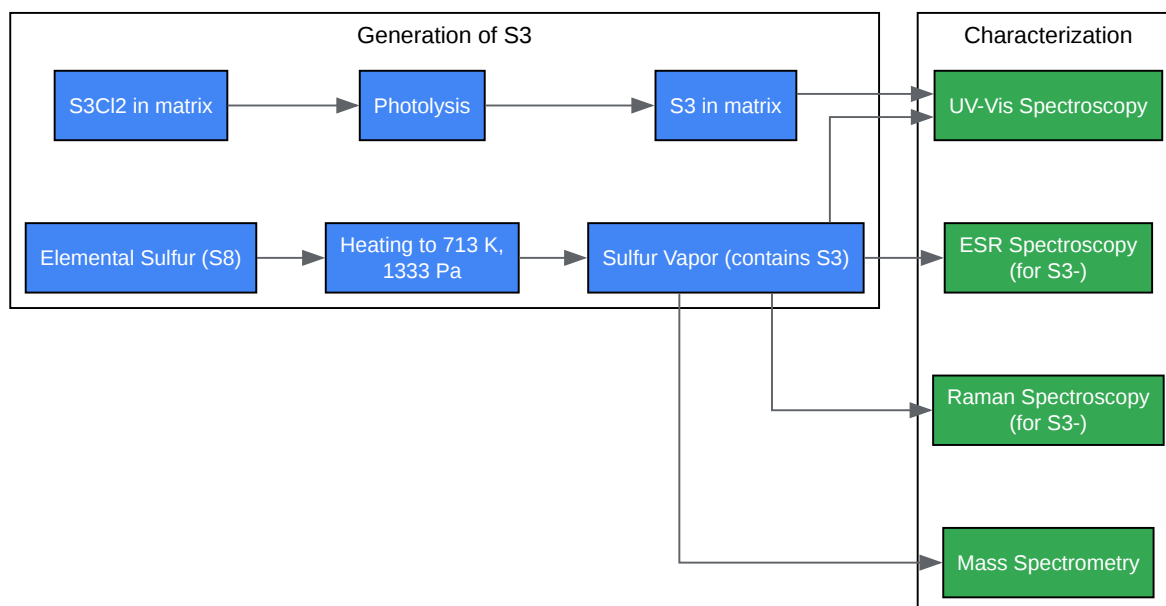 Generation of S3
Characterization
S3Cl2 in matrix
Photolysis
S3 in matrix
UV-Vis Spectroscopy
Elemental Sulfur (S8)
Heating to 713 K,
1333 Pa
Sulfur Vapor (contains S3)
ESR Spectroscopy
(for S3-)
Raman Spectroscopy
(for S3-)
Mass Spectrometry